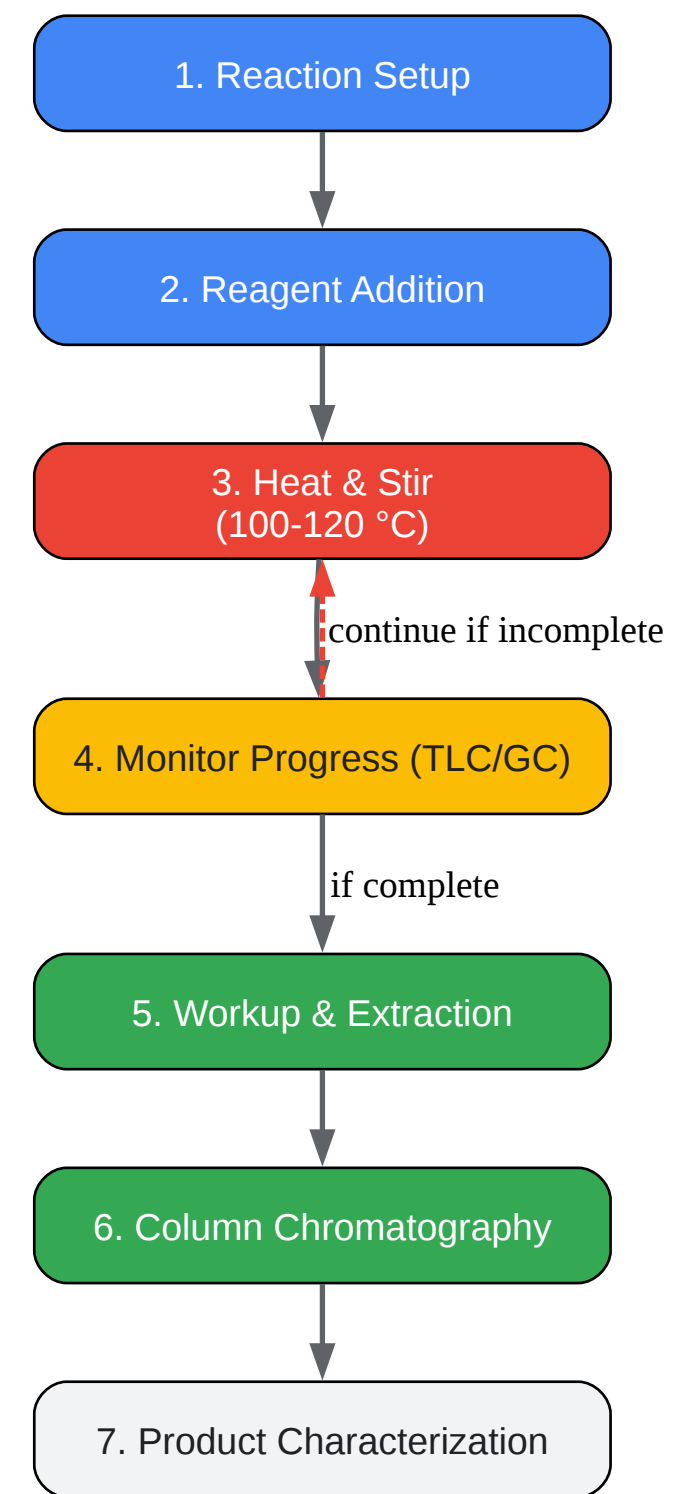 1. Reaction Setup
2. Reagent Addition
3. Heat & Stir
(100-120 °C)
continue if incomplete
4. Monitor Progress (TLC/GC)
if complete
5. Workup & Extraction
6. Column Chromatography
7. Product Characterization